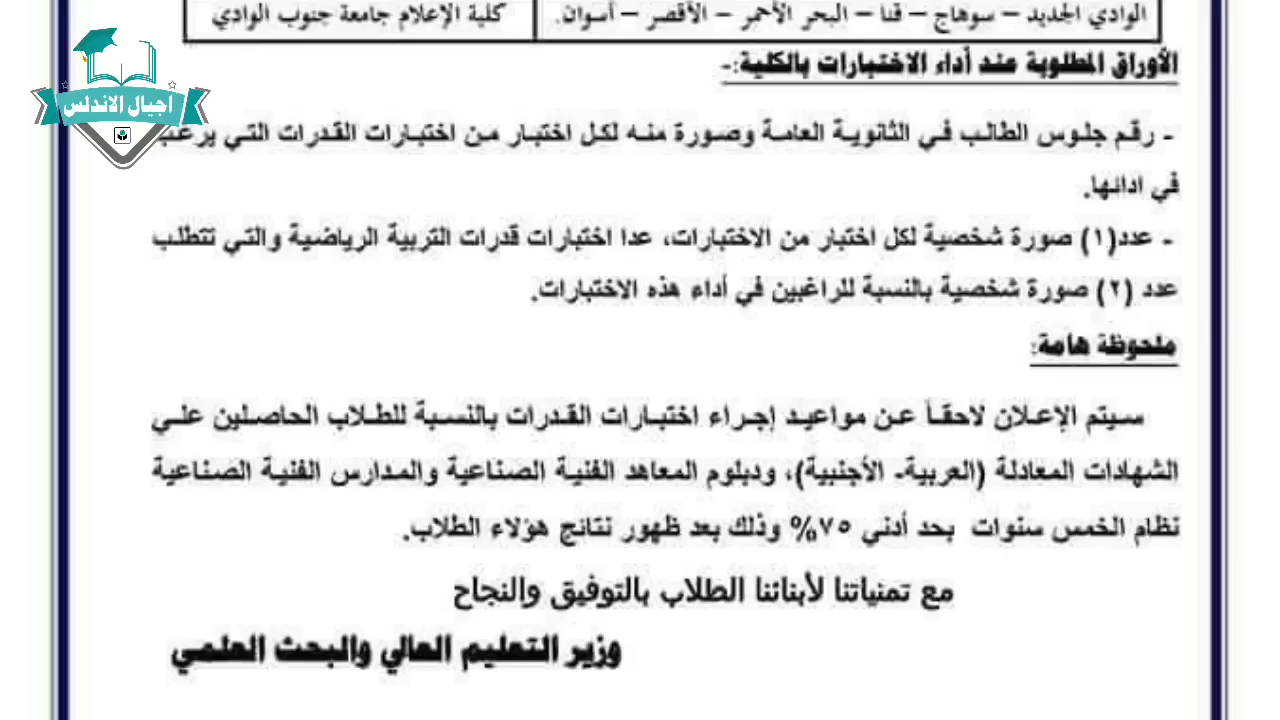 الوادي الجديد – سوهاج – قنا – البحر الأحمر – الأقصر – أسوان.
كلية الإعلام جامعة جنوب الوادي
اجيال الاندلس
الأوراق المطلوبة عند أداء الاختبارات بالكلية:-
- رقم جلوس الطالب في الثانوية العامة وصورة منه لكل اختبار من اختبارات القدرات التي يرغب
في ادائها.
- عدد(١) صورة شخصية لكل اختبار من الاختبارات، عدا اختبارات قدرات التربية الرياضية والتي تتطلب
عدد (٢) صورة شخصية بالنسبة للراغبين في أداء هذه الاختبارات.
ملحوظة هامة:
سيتم الإعلان لاحقاً عن مواعيد إجراء اختبارات القدرات بالنسبة للطلاب الحاصلين علي
الشهادات المعادلة (العربية- الأجنبية)، ودبلوم المعاهد الفنية الصناعية والمدارس الفنية الصناعية
نظام الخمس سنوات بحد أدني ٧٥% وذلك بعد ظهور نتائج هؤلاء الطلاب.
مع تمنياتنا لأبنائنا الطلاب بالتوفيق والنجاح
وزير التعليم العالي والبحث العلمي